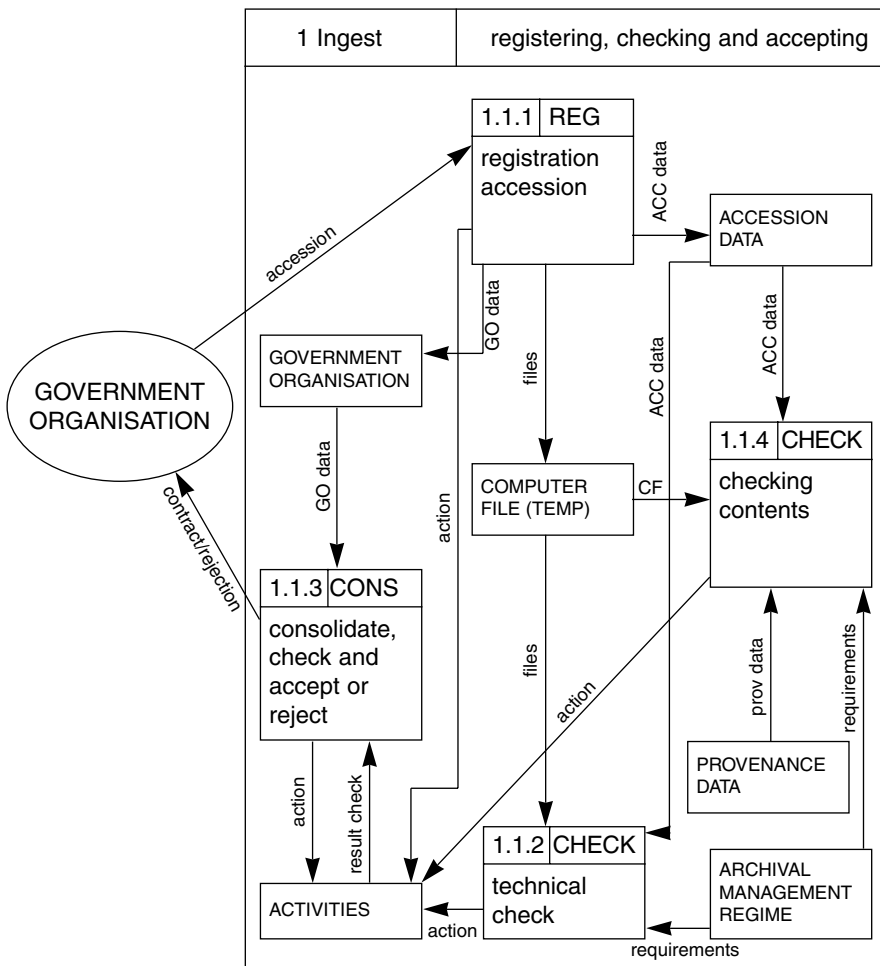 1 Ingest
registering, checking and accepting
1.1.1 REG
registration
accession
ACC data
ACCESSION
DATA
accession
GO data
files
ACC data
ACC data
GOVERNMENT
ORGANISATION
GOVERNMENT
ORGANISATION
1.1.4 CHECK
checking
contents
COMPUTER
FILE (TEMP)
CF
GO data
action
contract/rejection
1.1.3 CONS
consolidate,
check and
accept or
reject
files
action
prov data
requirements
PROVENANCE
DATA
action
result check
1.1.2 CHECK
technical
check
ARCHIVAL
MANAGEMENT
REGIME
ACTIVITIES
action
requirements